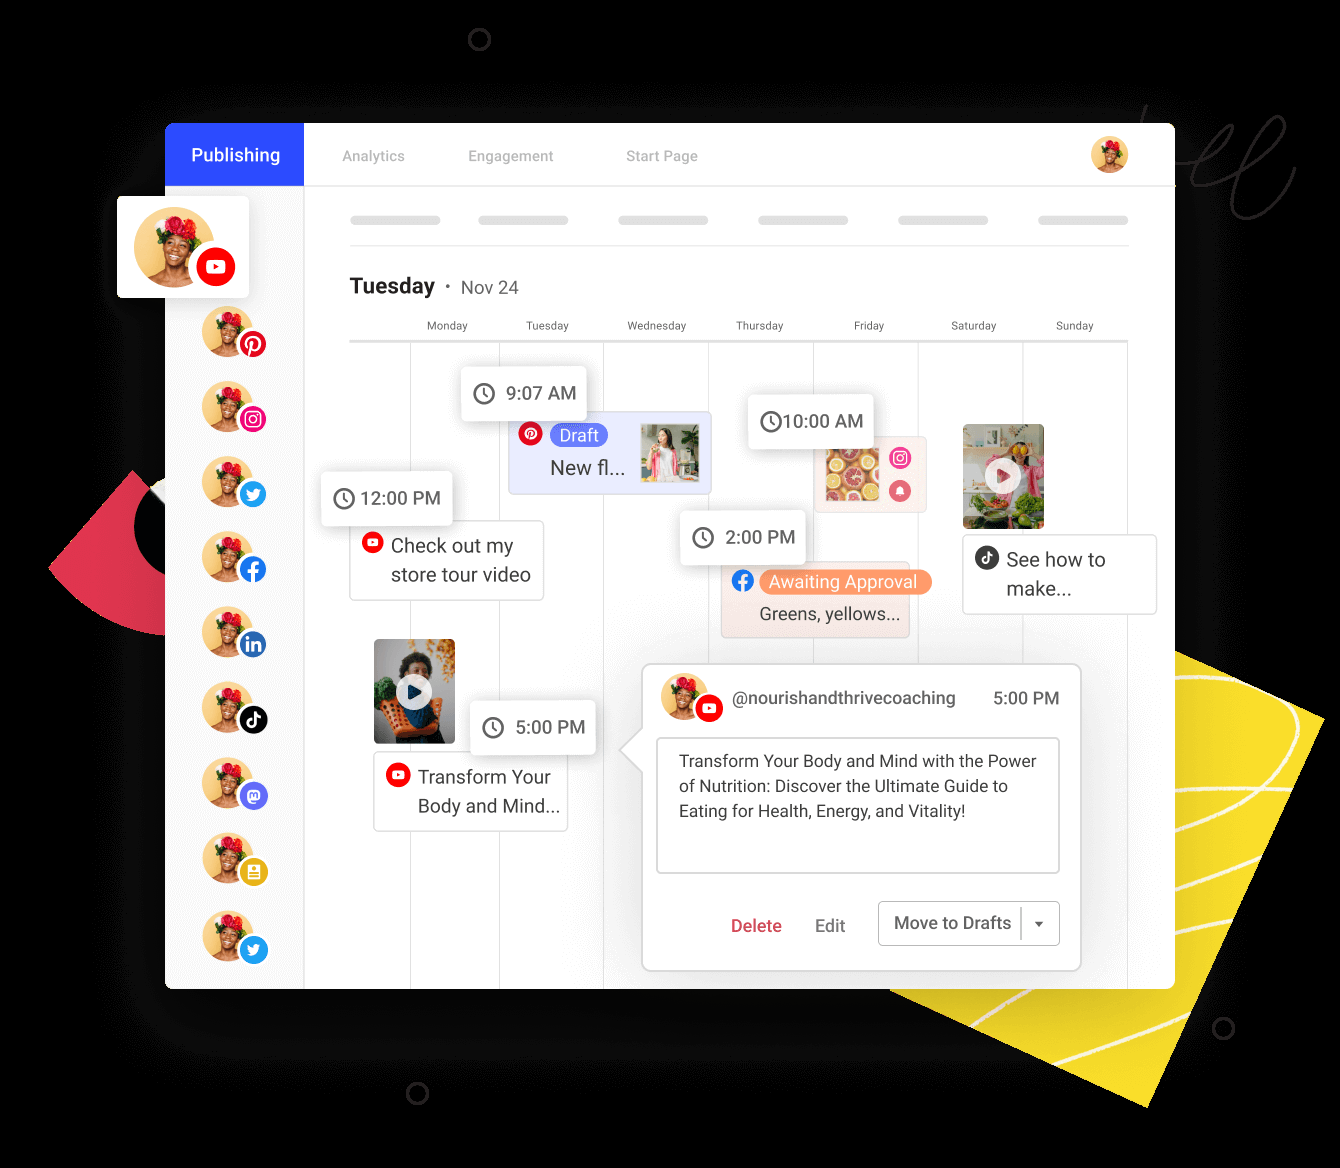 Publishing
Analytics
Engagement
Start Page
Tuesday · Nov 24
Monday
Tuesday
Wednesday
Thursday
Friday
Saturday
Sunday
9:07 AM
Draft
New fl...
10:00 AM
12:00 PM
Check out my
store tour video
2:00 PM
Awaiting Approval
Greens, yellows...
See how to
make...
5:00 PM
Transform Your
Body and Mind...
@nourishandthrivecoaching
5:00 PM
Transform Your Body and Mind with the Power
of Nutrition: Discover the Ultimate Guide to
Eating for Health, Energy, and Vitality!
Delete
Edit
Move to Drafts